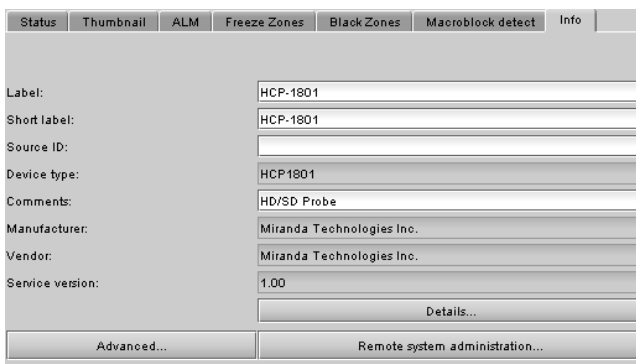 Status Thumbnail ALM Freeze Zones Black Zones Macroblock detect Info
Label: HCP-1801
Short label: HCP-1801
Source ID:
Device type: HCP1801
Comments: HD/SD Probe
Manufacturer: Miranda Technologies Inc.
Vendor: Miranda Technologies Inc.
Service version: 1.00
Details...
Advanced... Remote system administration...